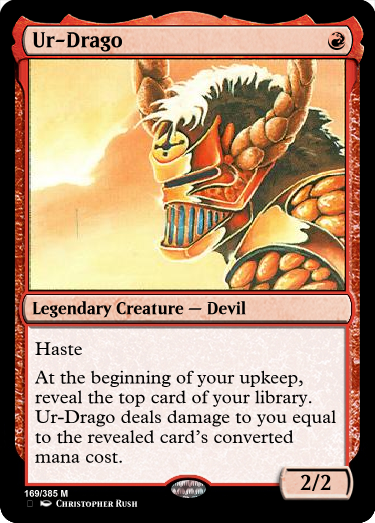 Ur-Drago
Legendary Creature — Devil
Haste
At the beginning of your upkeep,
reveal the top card of your library.
Ur-Drago deals damage to you equal
to the revealed card's converted
mana cost.
2/2
169/385 M
Christopher Rush